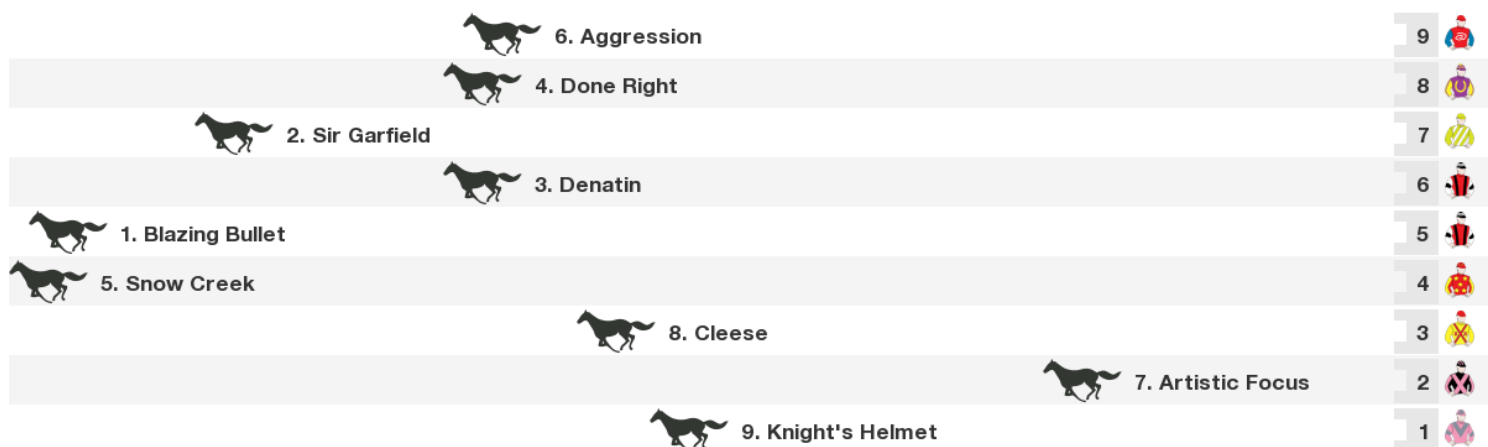 6. Aggression 9
4. Done Right 8
2. Sir Garfield 7
3. Denatin 6
1. Blazing Bullet 5
5. Snow Creek 4
8. Cleese 3
7. Artistic Focus 2
9. Knight's Helmet 1